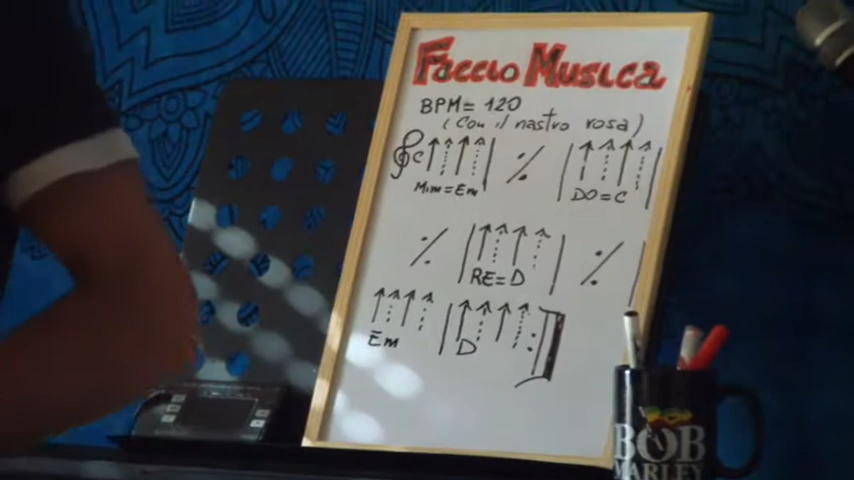 Faccio Musica
BPM= 120
(Con il nastro rosa)
C
Mim=Em
DO=C
RE=D
Em
D
BOB
MARLEY